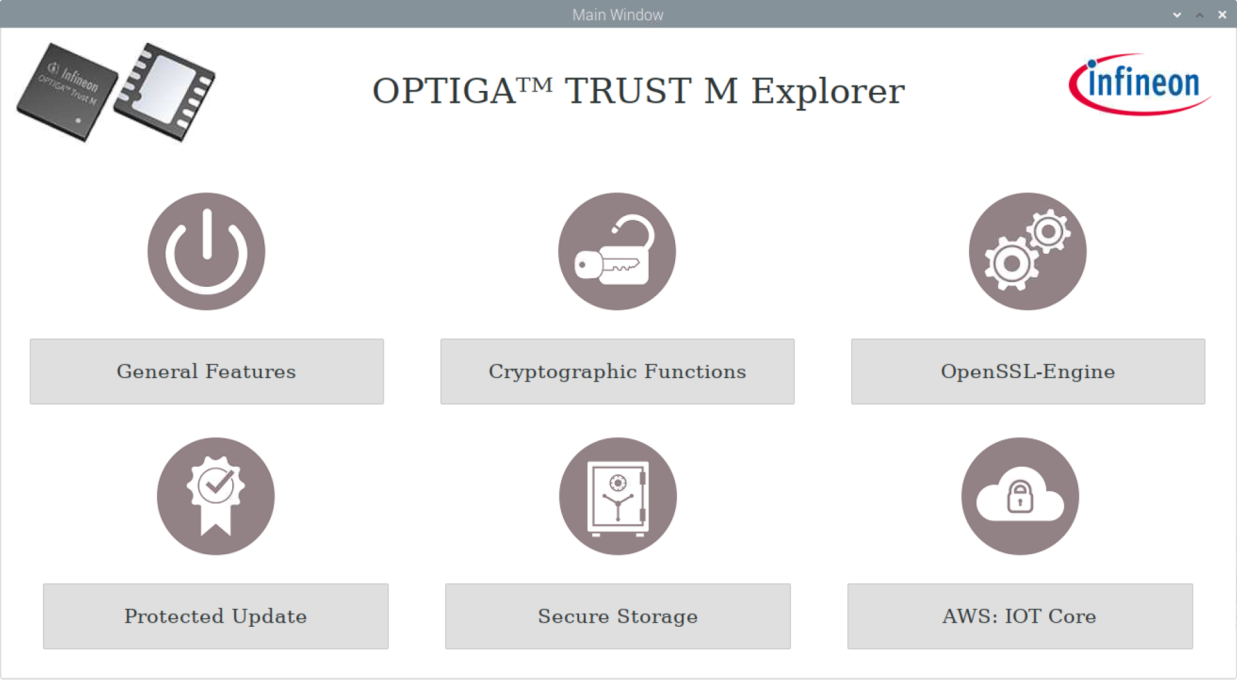 Main Window
Infineon
OPTIGA™ Trust M
OPTIGA™ TRUST M Explorer
infineon
General Features
Cryptographic Functions
OpenSSL-Engine
Protected Update
Secure Storage
AWS: IOT Core